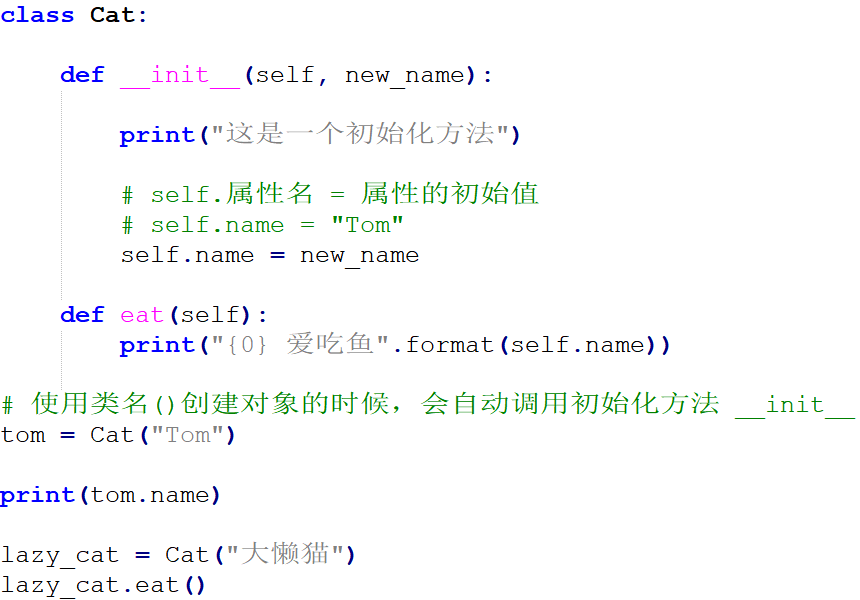 class Cat:
def __init__(self, new_name):
print("这是一个初始化方法")
# self.属性名 = 属性的初始值
# self.name = "Tom"
self.name = new_name
def eat(self):
print("{0} 爱吃鱼".format(self.name))
# 使用类名()创建对象的时候，会自动调用初始化方法 __init__
tom = Cat("Tom")
print(tom.name)
lazy_cat = Cat("大懒猫")
lazy_cat.eat()